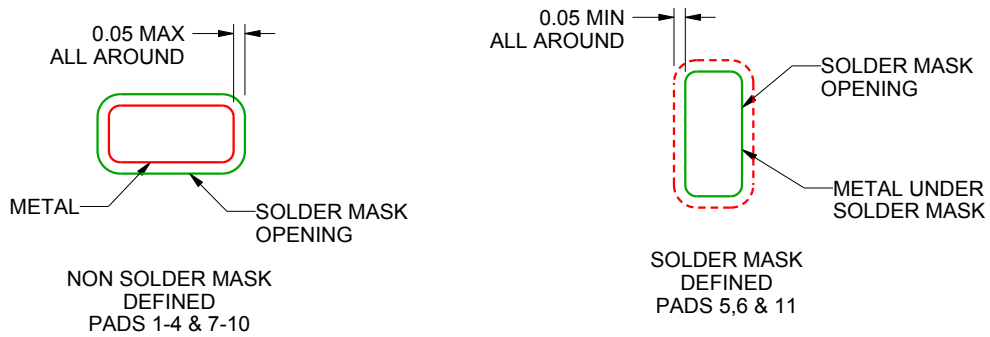 0.05 MAX
ALL AROUND
METAL
SOLDER MASK
OPENING
NON SOLDER MASK
DEFINED
PADS 1-4 & 7-10
0.05 MIN
ALL AROUND
SOLDER MASK
OPENING
METAL UNDER
SOLDER MASK
SOLDER MASK
DEFINED
PADS 5,6 & 11